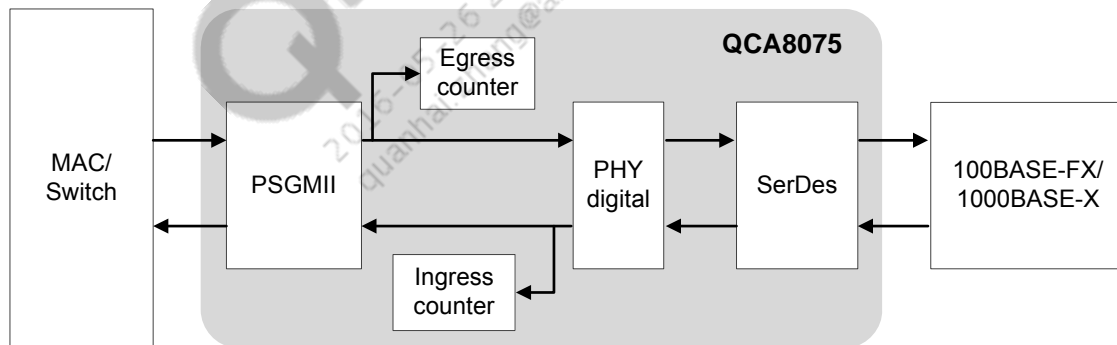 QCA8075
Egress
counter
MAC/
Switch
PSGMII
PHY
digital
SerDes
100BASE-FX/
1000BASE-X
Ingress
counter